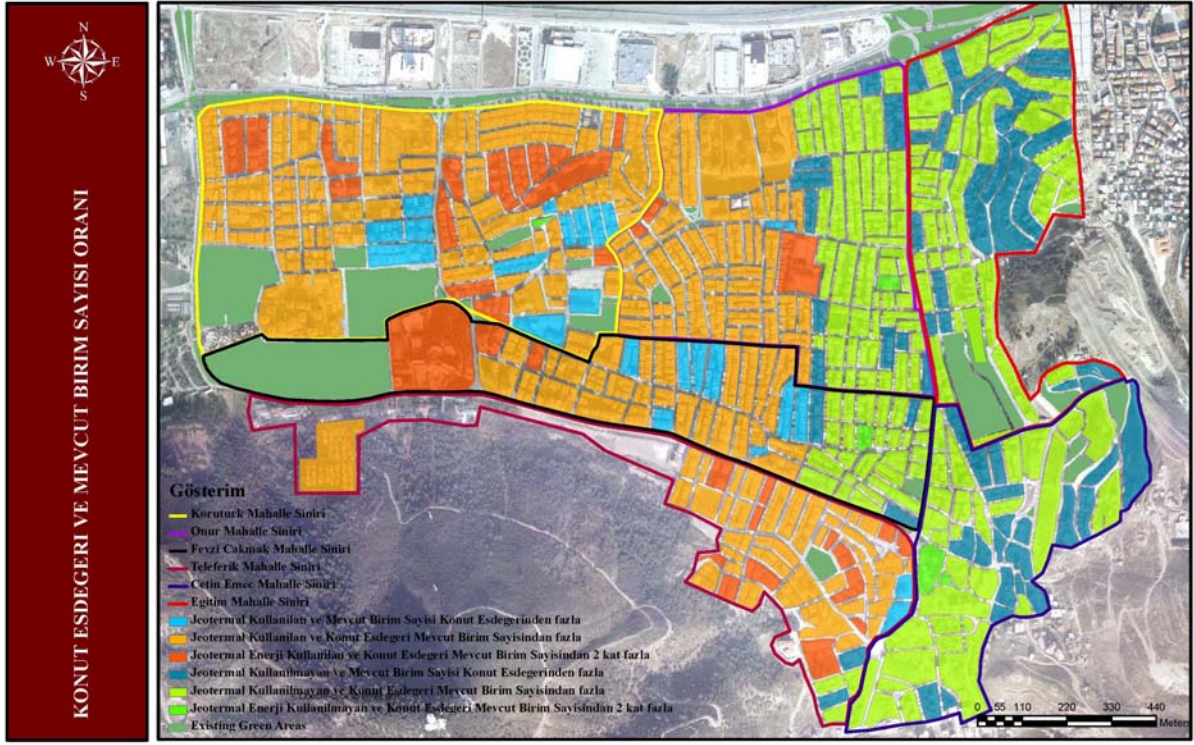 N
W E
S
KONUT ESDEGERI VE MEVCUT BIRIM SAYISI ORANI
Gösterim
Koruturk Mahalle Siniri
Onur Mahalle Siniri
Fevzi Cakmak Mahalle Siniri
Teleferik Mahalle Siniri
Cetin Emec Mahalle Siniri
Egitim Mahalle Siniri
Jeotermal Kullanilan ve Mevcut Birim Sayisi Konut Esdegerinden fazla
Jeotermal Kullanilan ve Konut Esdegeri Mevcut Birim Sayisindan fazla
Jeotermal Enerji Kullanilan ve Konut Esdegeri Mevcut Birim Sayisindan 2 kat fazla
Jeotermal Kullanilmayan ve Mevcut Birim Sayisi Konut Esdegerinden fazla
Jeotermal Kullanilmayan ve Konut Esdegeri Mevcut Birim Sayisindan fazla
Jeotermal Enerji Kullanilmayan ve Konut Esdegeri Mevcut Birim Sayisindan 2 kat fazla
Existing Green Areas
0 55 110 220 330 440
Meters